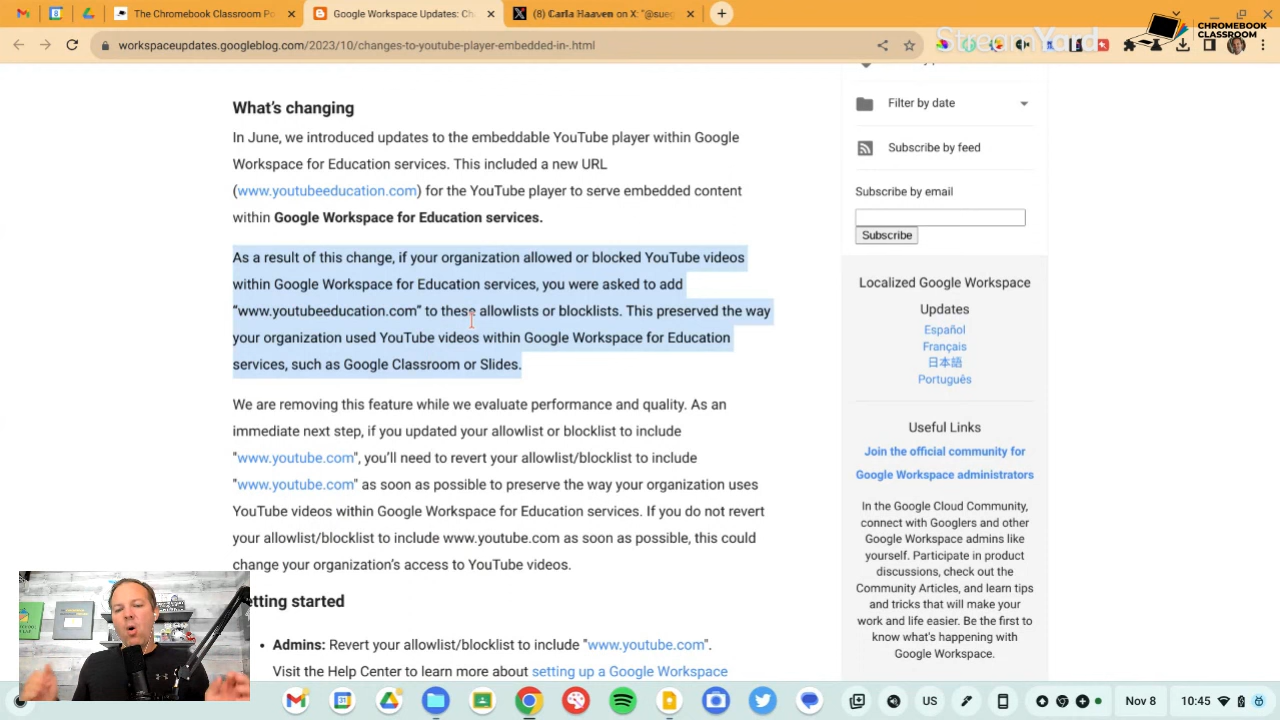 The Chromebook Classroom Po
Google Workspace Updates: Ch
(8) Carla Haaven on X: "@sueg
workspaceupdates.googleblog.com/2023/10/changes-to-youtube-player-embedded-in-.html
StreamYard
CHROMEBOOK
CLASSROOM
What's changing
In June, we introduced updates to the embeddable YouTube player within Google
Workspace for Education services. This included a new URL
(www.youtubeeducation.com) for the YouTube player to serve embedded content
within Google Workspace for Education services.
As a result of this change, if your organization allowed or blocked YouTube videos
within Google Workspace for Education services, you were asked to add
"www.youtubeeducation.com" to these allowlists or blocklists. This preserved the way
your organization used YouTube videos within Google Workspace for Education
services, such as Google Classroom or Slides.
We are removing this feature while we evaluate performance and quality. As an
immediate next step, if you updated your allowlist or blocklist to include
"www.youtube.com", you'll need to revert your allowlist/blocklist to include
"www.youtube.com" as soon as possible to preserve the way your organization uses
YouTube videos within Google Workspace for Education services. If you do not revert
your allowlist/blocklist to include www.youtube.com as soon as possible, this could
change your organization's access to YouTube videos.
etting started
• Admins: Revert your allowlist/blocklist to include "www.youtube.com".
Visit the Help Center to learn more about setting up a Google Workspace
Filter by date
Subscribe by feed
Subscribe by email
Subscribe
Localized Google Workspace
Updates
Español
Français
日本語
Português
Useful Links
Join the official community for
Google Workspace administrators
In the Google Cloud Community,
connect with Googlers and other
Google Workspace admins like
yourself. Participate in product
discussions, check out the
Community Articles, and learn tips
and tricks that will make your
work and life easier. Be the first to
know what's happening with
Google Workspace.
US
Nov 8
10:45